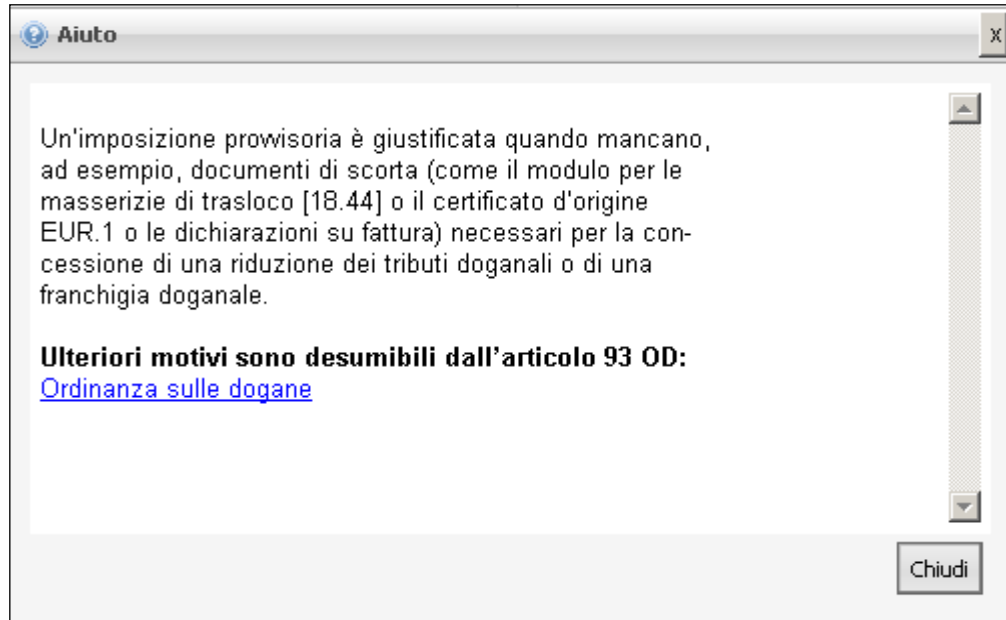 Aiuto
x
Un'imposizione provvisoria è giustificata quando mancano,
ad esempio, documenti di scorta (come il modulo per le
masserizie di trasloco [18.44] o il certificato d'origine
EUR.1 o le dichiarazioni su fattura) necessari per la con-
cessione di una riduzione dei tributi doganali o di una
franchigia doganale.
Ulteriori motivi sono desumibili dall'articolo 93 OD:
Ordinanza sulle dogane
Chiudi